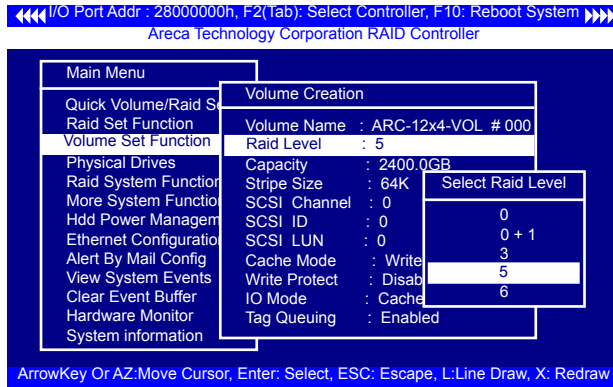 I/O Port Addr : 28000000h, F2(Tab): Select Controller, F10: Reboot System
Areca Technology Corporation RAID Controller
Main Menu
Quick Volume/Raid Se
Raid Set Function
Volume Set Function
Physical Drives
Raid System Function
More System Function
Hdd Power Managem
Ethernet Configuration
Alert By Mail Config
View System Events
Clear Event Buffer
Hardware Monitor
System information
Volume Creation
Volume Name : ARC-12x4-VOL # 000
Raid Level : 5
Capacity : 2400.0GB
Stripe Size : 64K
SCSI Channel : 0
SCSI ID : 0
SCSI LUN : 0
Cache Mode : Write
Write Protect : Disab
IO Mode : Cache
Tag Queuing : Enabled
Select Raid Level
0
0 + 1
3
5
6
ArrowKey Or AZ:Move Cursor, Enter: Select, ESC: Escape, L:Line Draw, X: Redraw